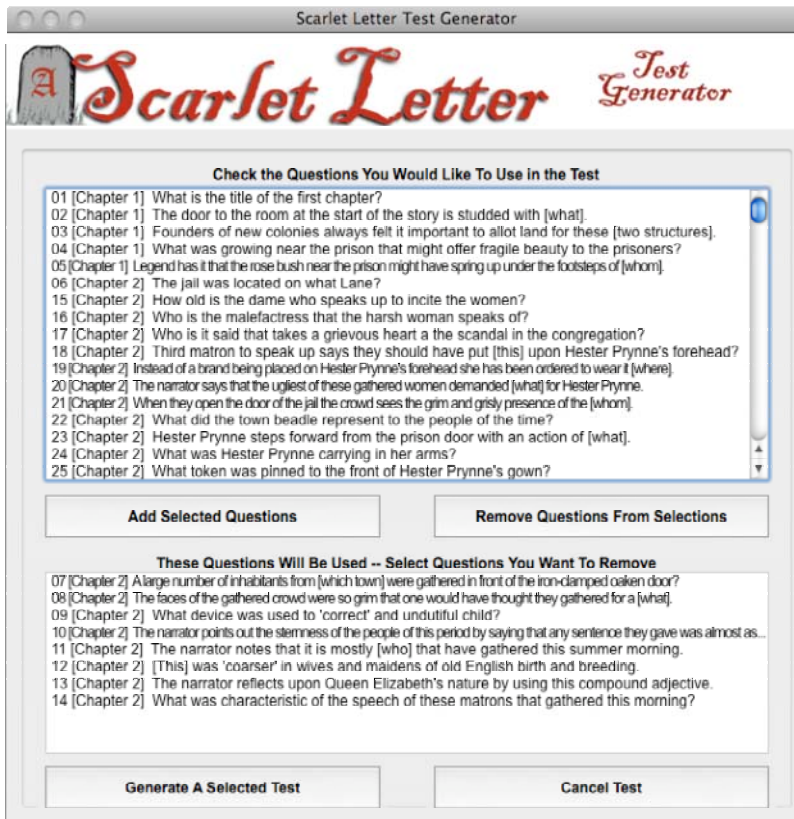 Scarlet Letter Test Generator
A
Scarlet Letter
Test
Generator
Check the Questions You Would Like To Use in the Test
01 [Chapter 1] What is the title of the first chapter?
02 [Chapter 1] The door to the room at the start of the story is studded with [what].
03 [Chapter 1] Founders of new colonies always felt it important to allot land for these [two structures].
04 [Chapter 1] What was growing near the prison that might offer fragile beauty to the prisoners?
05 [Chapter 1] Legend has it that the rose bush near the prison might have spring up under the footsteps of [whom].
06 [Chapter 2] The jail was located on what Lane?
15 [Chapter 2] How old is the dame who speaks up to incite the women?
16 [Chapter 2] Who is the malefactress that the harsh woman speaks of?
17 [Chapter 2] Who is it said that takes a grievous heart a the scandal in the congregation?
18 [Chapter 2] Third matron to speak up says they should have put [this] upon Hester Prynne's forehead?
19 [Chapter 2] Instead of a brand being placed on Hester Prynne's forehead she has been ordered to wear it [where].
20 [Chapter 2] The narrator says that the ugliest of these gathered women demanded [what] for Hester Prynne.
21 [Chapter 2] When they open the door of the jail the crowd sees the grim and grisly presence of the [whom].
22 [Chapter 2] What did the town beadle represent to the people of the time?
23 [Chapter 2] Hester Prynne steps forward from the prison door with an action of [what].
24 [Chapter 2] What was Hester Prynne carrying in her arms?
25 [Chapter 2] What token was pinned to the front of Hester Prynne's gown?
Add Selected Questions
Remove Questions From Selections
These Questions Will Be Used -- Select Questions You Want To Remove
07 [Chapter 2] A large number of inhabitants from [which town] were gathered in front of the iron-clamped oaken door?
08 [Chapter 2] The faces of the gathered crowd were so grim that one would have thought they gathered for a [what].
09 [Chapter 2] What device was used to 'correct' and undutiful child?
10 [Chapter 2] The narrator points out the sternness of the people of this period by saying that any sentence they gave was almost as...
11 [Chapter 2] The narrator notes that it is mostly [who] that have gathered this summer morning.
12 [Chapter 2] [This] was 'coarser' in wives and maidens of old English birth and breeding.
13 [Chapter 2] The narrator reflects upon Queen Elizabeth's nature by using this compound adjective.
14 [Chapter 2] What was characteristic of the speech of these matrons that gathered this morning?
Generate A Selected Test
Cancel Test